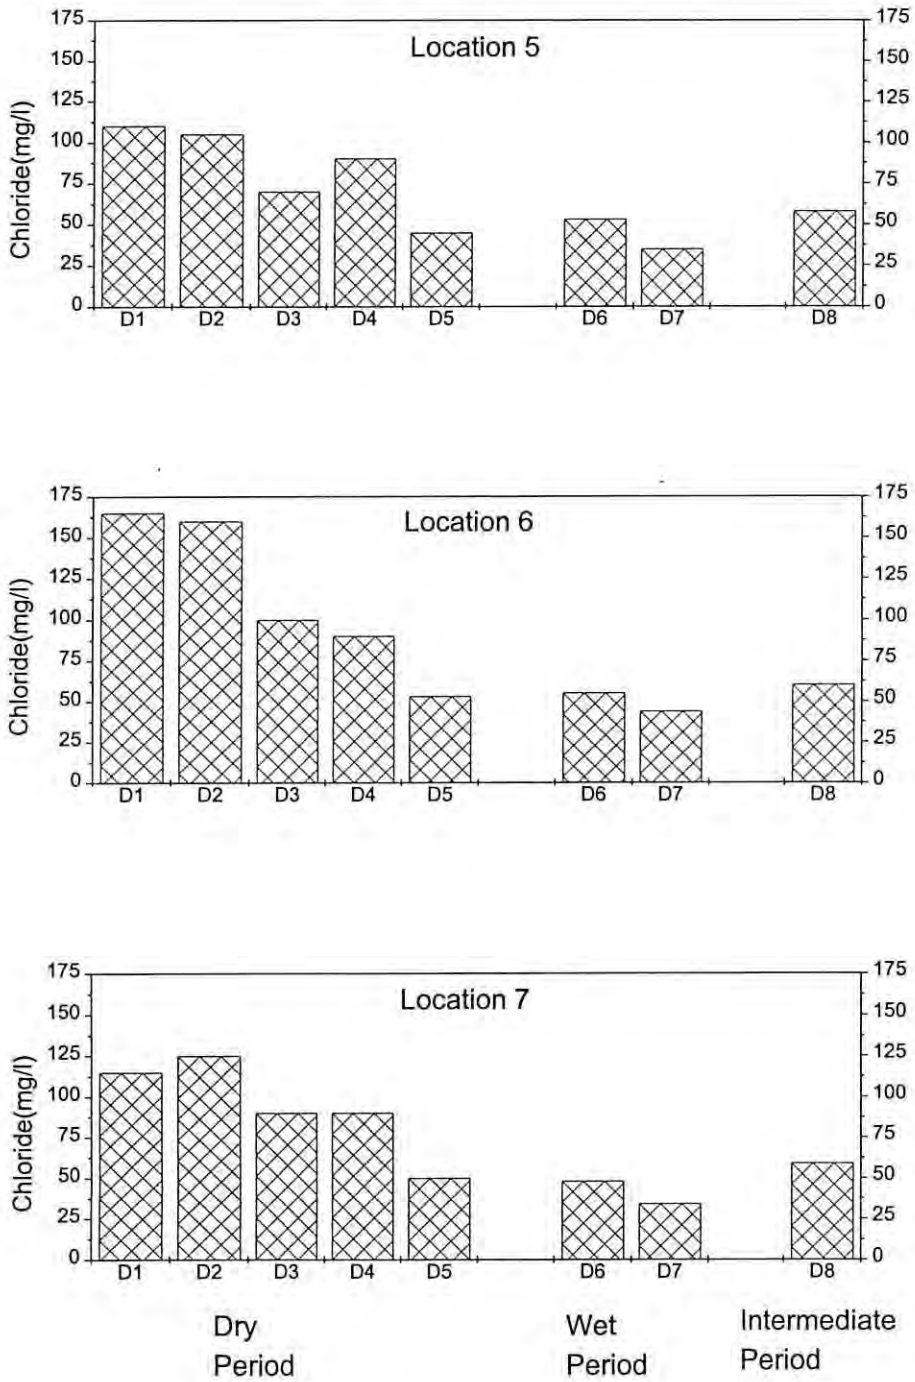 175 175
Location 5
150 150
125 125
100 100
75 75
50 50
25 25
0 0
Chloride(mg/l)
D1 D2 D3 D4 D5 D6 D7 D8
175 175
Location 6
150 150
125 125
100 100
75 75
50 50
25 25
0 0
Chloride(mg/l)
D1 D2 D3 D4 D5 D6 D7 D8
175 175
Location 7
150 150
125 125
100 100
75 75
50 50
25 25
0 0
Chloride(mg/l)
D1 D2 D3 D4 D5 D6 D7 D8
Dry Wet Intermediate
Period Period Period